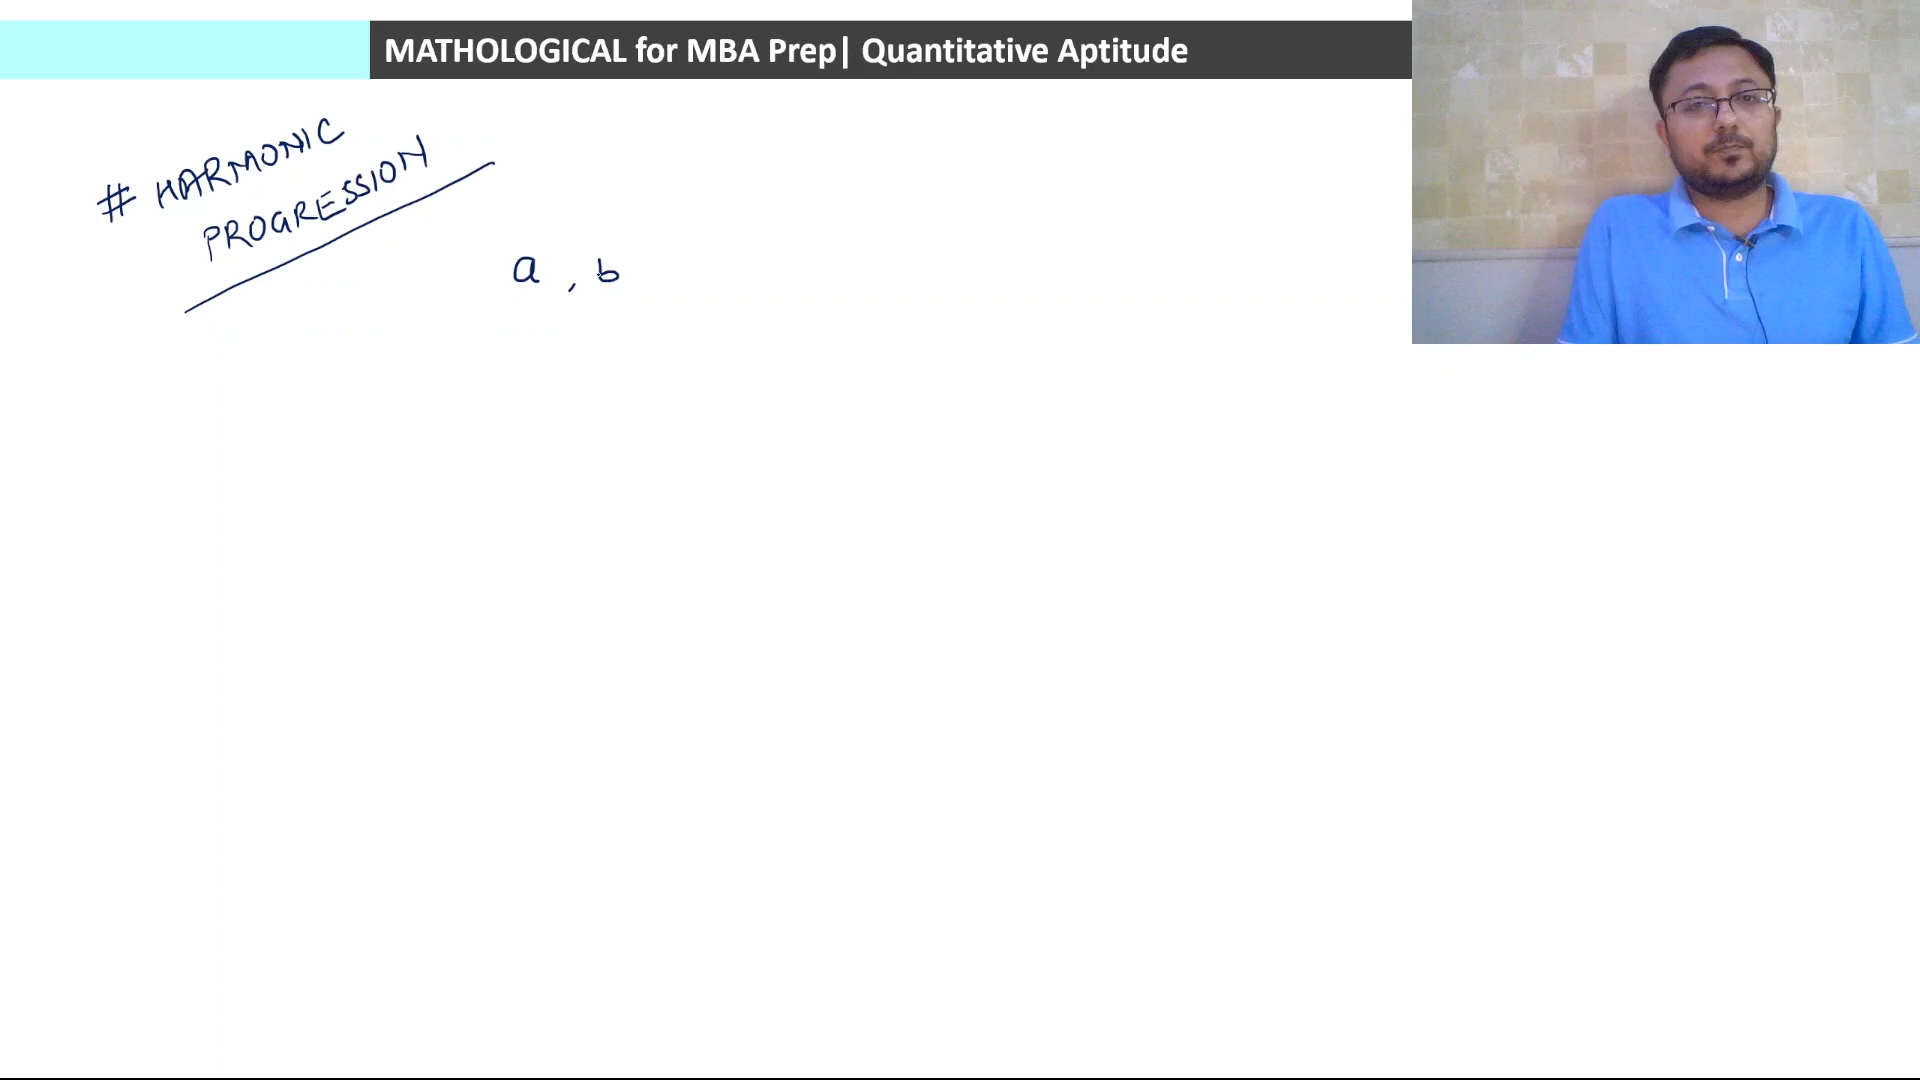 MATHOLOGICAL for MBA Prep| Quantitative Aptitude
# HARMONIC
PROGRESSION
a , b